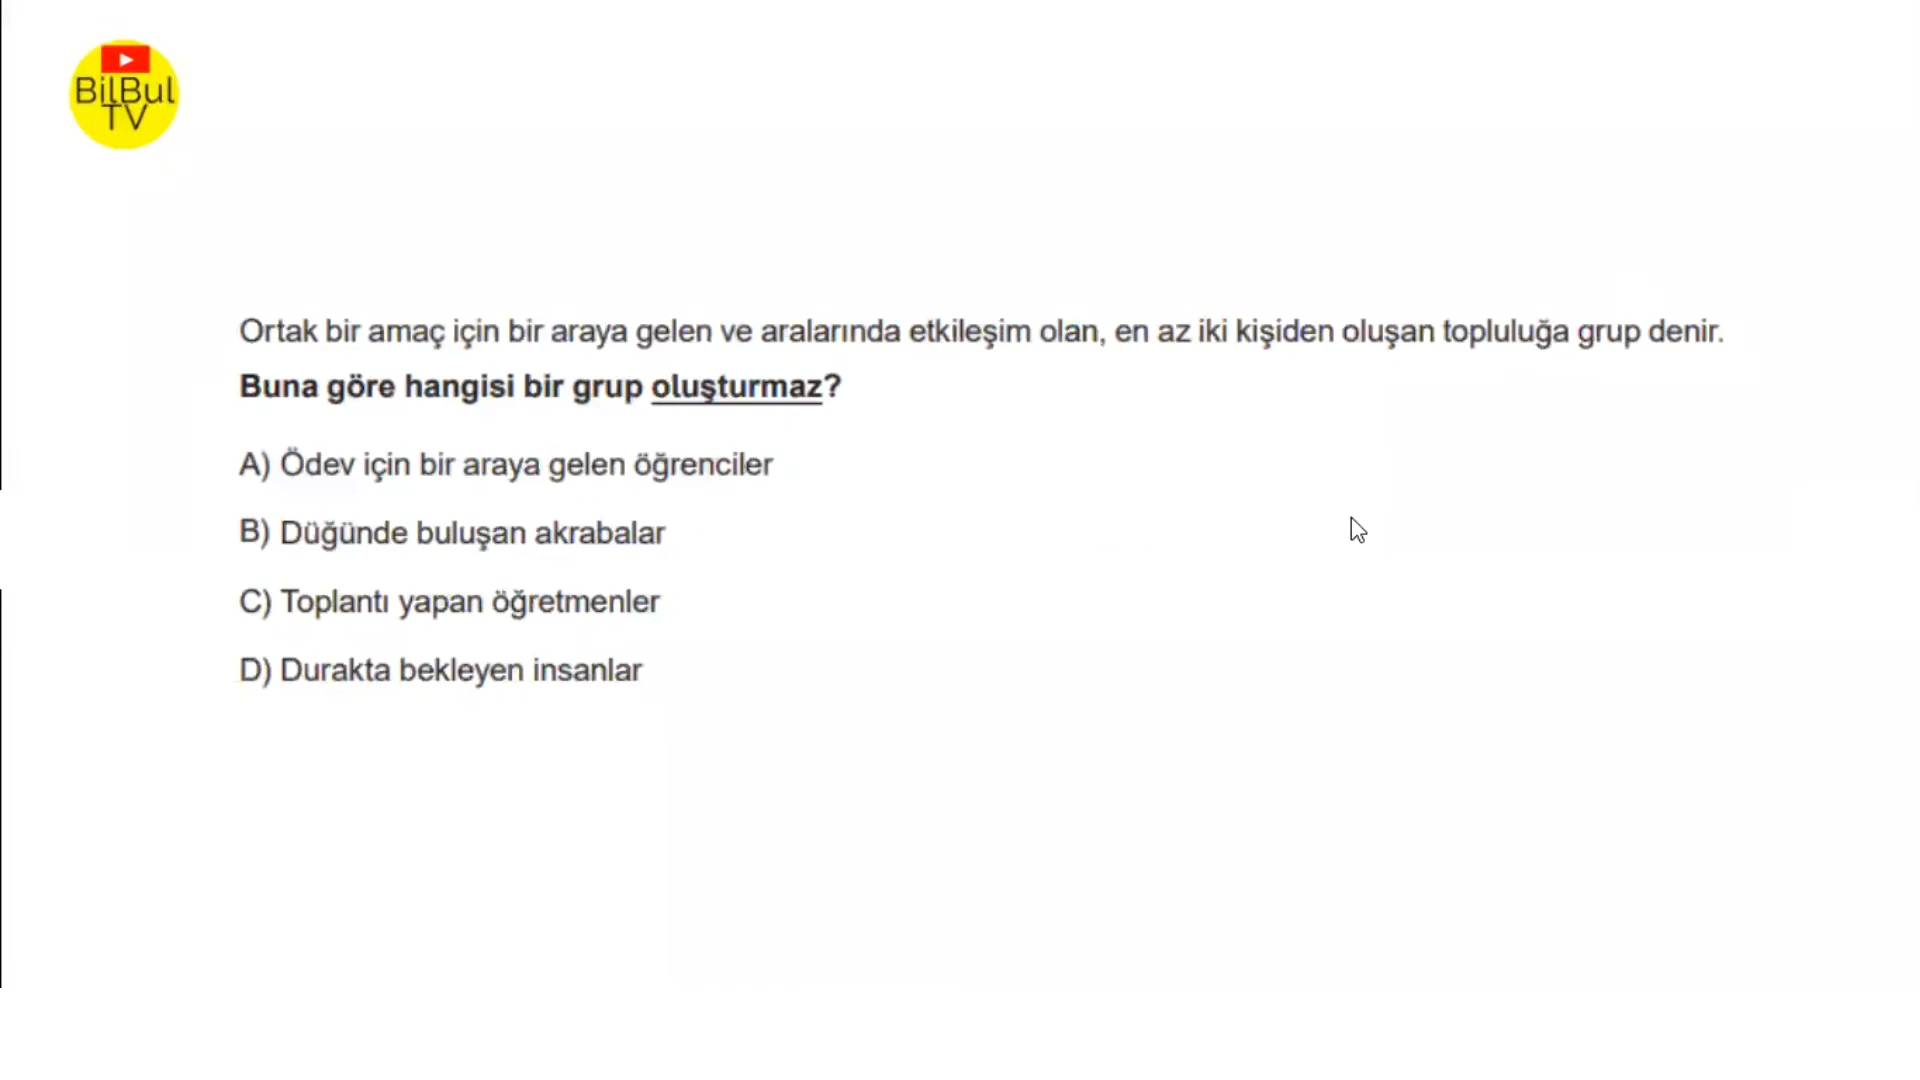 BilBul
TV
Ortak bir amaç için bir araya gelen ve aralarında etkileşim olan, en az iki kişiden oluşan topluluğa grup denir.
Buna göre hangisi bir grup oluşturmaz?
A) Ödev için bir araya gelen öğrenciler
B) Düğünde buluşan akrabalar
C) Toplantı yapan öğretmenler
D) Durakta bekleyen insanlar